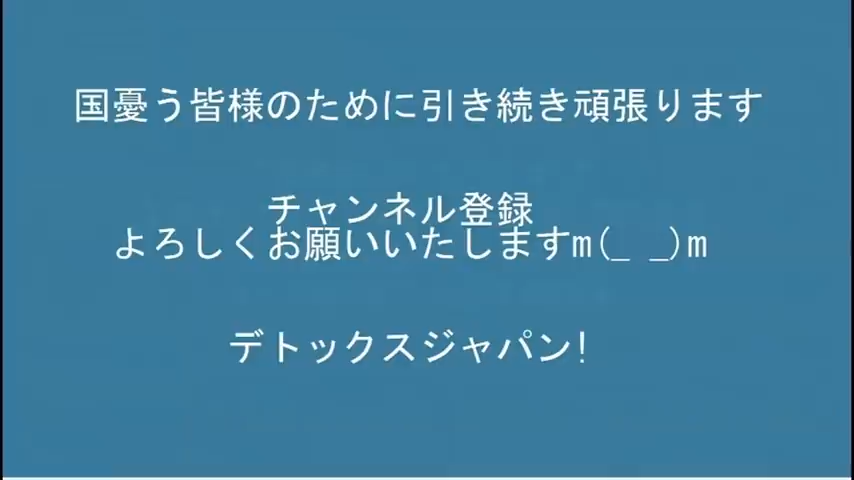 国憂う皆様のために引き続き頑張ります
チャンネル登録
よろしくお願いいたしますm(_ _)m
デトックスジャパン!